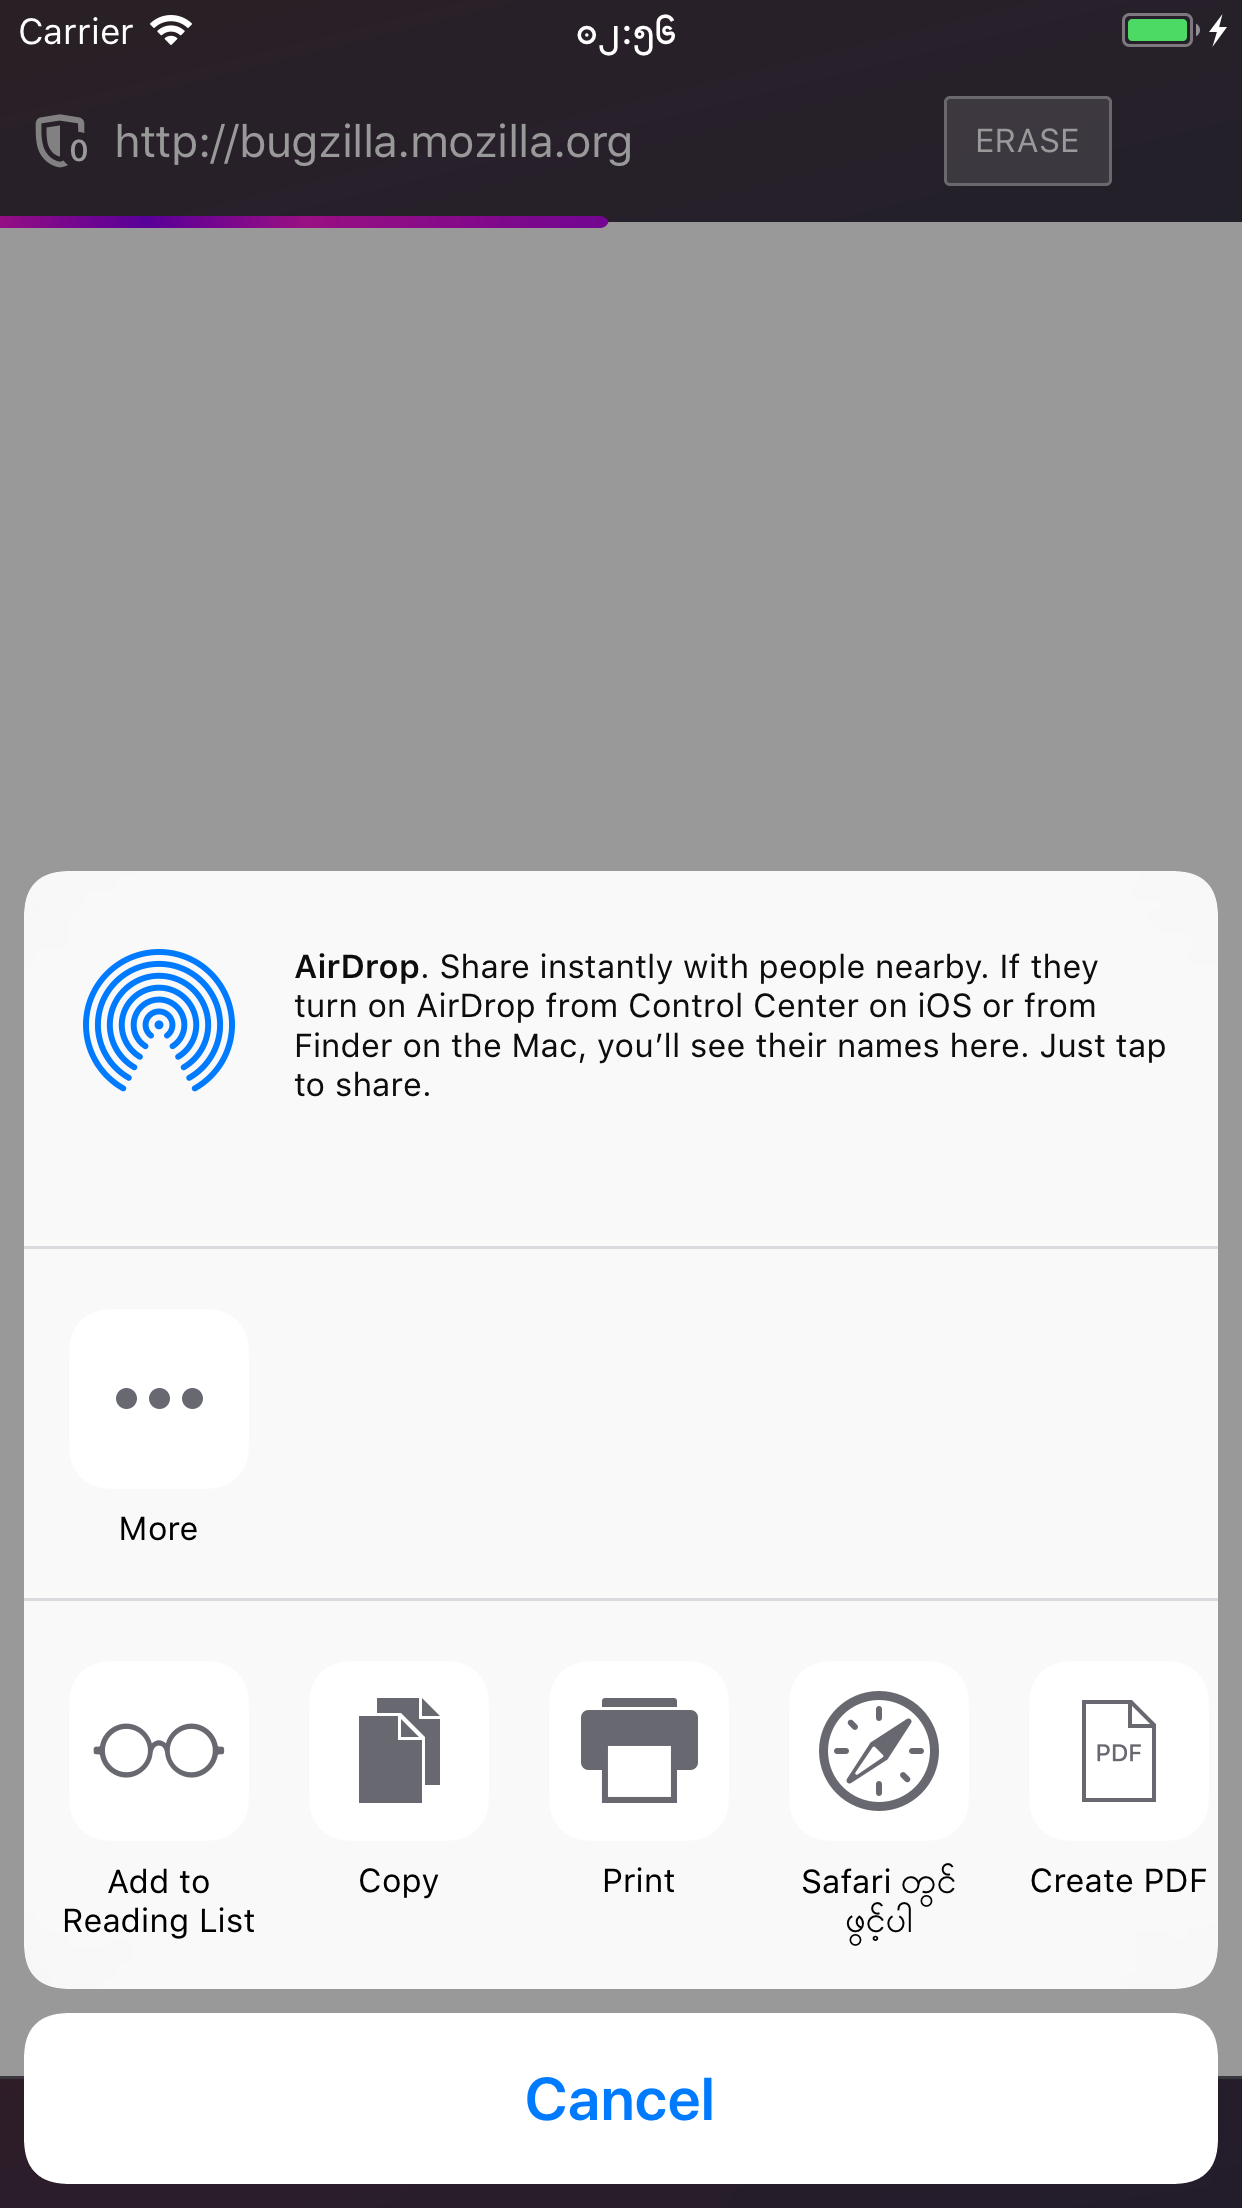 Carrier
၀၂:၅၆
0
http://bugzilla.mozilla.org
ERASE
AirDrop. Share instantly with people nearby. If they
turn on AirDrop from Control Center on iOS or from
Finder on the Mac, you’ll see their names here. Just tap
to share.
More
PDF
Add to
Reading List
Copy
Print
Safari တွင်
ဖွင့်ပါ
Create PDF
Cancel